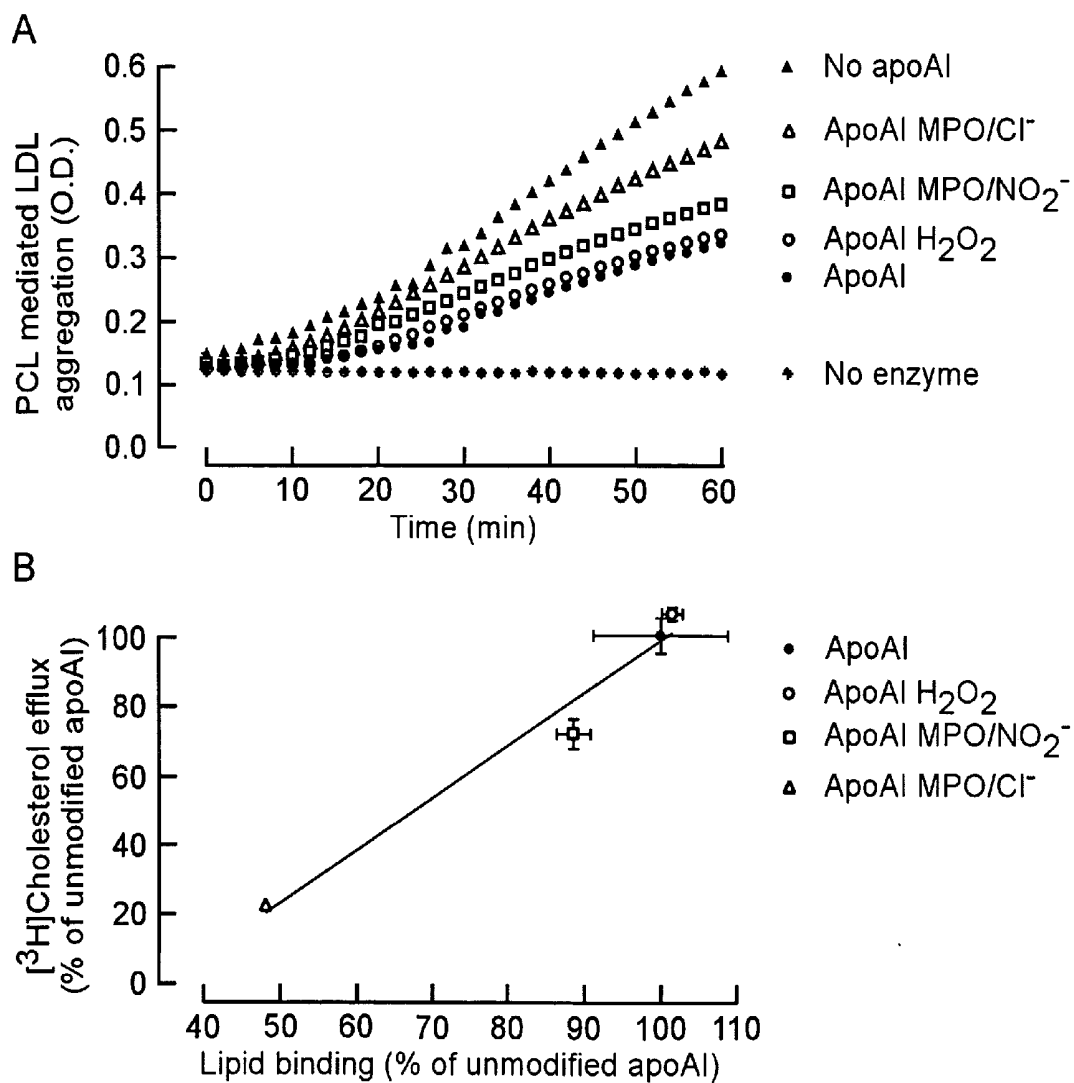 A
PCL mediated LDL
aggregation (O.D.)
0.6
0.5
0.4
0.3
0.2
0.1
0.0
0 10 20 30 40 50 60
Time (min)
No apoAI
ApoAI MPO/Cl⁻
ApoAI MPO/NO₂⁻
ApoAI H₂O₂
ApoAI
No enzyme
B
[³H]Cholesterol efflux
(% of unmodified apoAI)
100
80
60
40
20
0
40 50 60 70 80 90 100 110
Lipid binding (% of unmodified apoAI)
ApoAI
ApoAI H₂O₂
ApoAI MPO/NO₂⁻
ApoAI MPO/Cl⁻